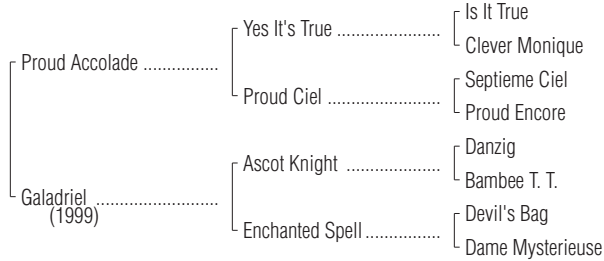 Is It True
Yes It's True ..................
Clever Monique
Proud Accolade ................
Septieme Ciel
Proud Ciel ....................
Proud Encore
Danzig
Ascot Knight .................
Bambee T. T.
Galadriel ......................
(1999)
Devil's Bag
Enchanted Spell..............
Dame Mysterieuse